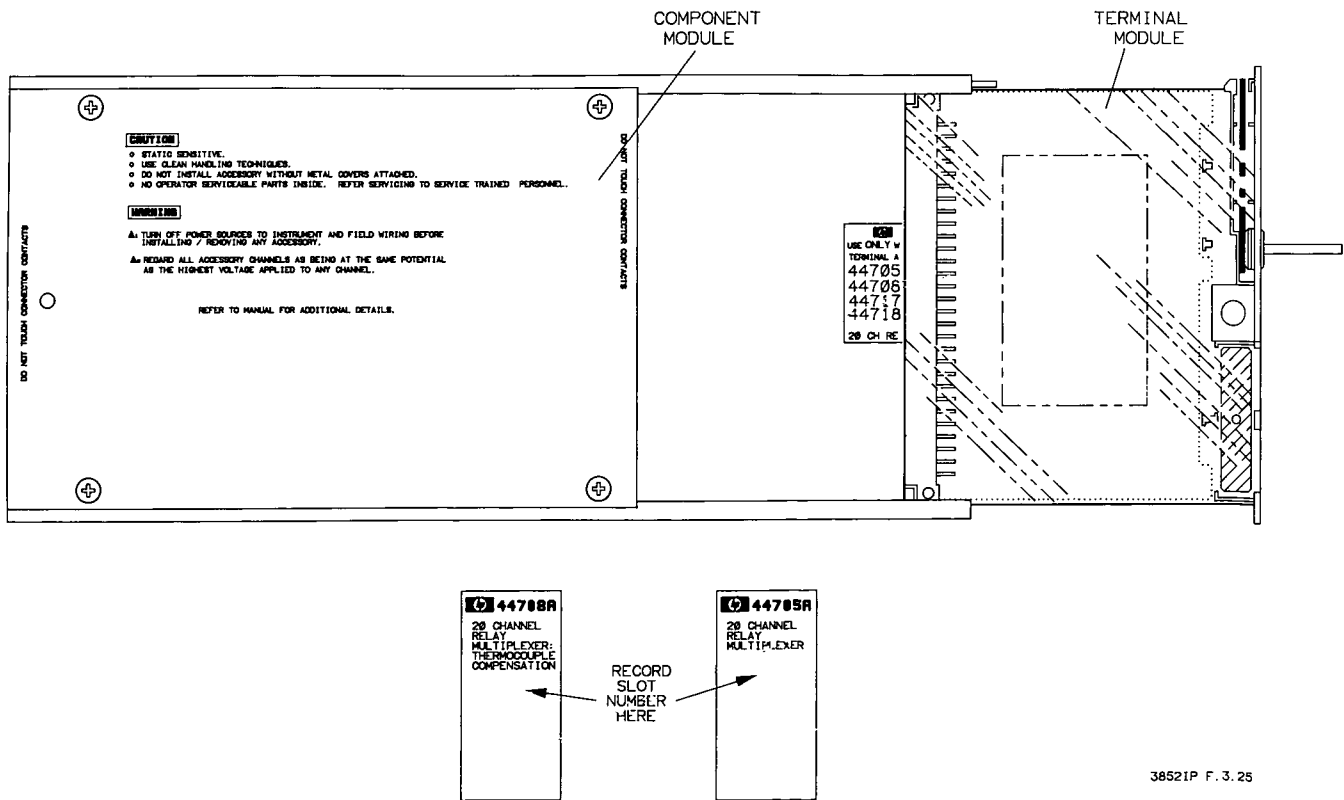 COMPONENT
MODULE
TERMINAL
MODULE
CAUTION
o STATIC SENSITIVE.
o USE CLEAN HANDLING TECHNIQUES.
o DO NOT INSTALL ACCESSORY WITHOUT METAL COVERS ATTACHED.
o NO OPERATOR SERVICEABLE PARTS INSIDE. REFER SERVICING TO SERVICE TRAINED PERSONNEL.
WARNING
TURN OFF POWER SOURCES TO INSTRUMENT AND FIELD WIRING BEFORE
INSTALLING / REMOVING ANY ACCESSORY.
REGARD ALL ACCESSORY CHANNELS AS BEING AT THE SAME POTENTIAL
AS THE HIGHEST VOLTAGE APPLIED TO ANY CHANNEL.
REFER TO MANUAL FOR ADDITIONAL DETAILS.
DO NOT TOUCH CONNECTOR CONTACTS
DO NOT TOUCH CONNECTOR CONTACTS
hp
USE ONLY W
TERMINAL A
44705
44708
44717
44718
20 CH RE
hp 44708A
20 CHANNEL
RELAY
MULTIPLEXER:
THERMOCOUPLE
COMPENSATION
hp 44705A
20 CHANNEL
RELAY
MULTIPLEXER
RECORD
SLOT
NUMBER
HERE
38521P F.3.25